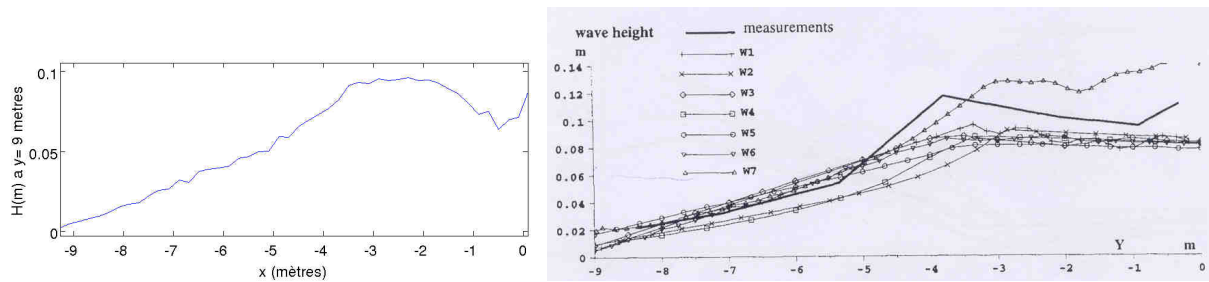 0.1
0.05
0
-9 -8 -7 -6 -5 -4 -3 -2 -1 0
H(m) a y= 9 metres
x (mètres)
wave height
m
measurements
W1
W2
W3
W4
W5
W6
W7
0.14
0.12
0.1
0.08
0.06
0.04
0.02
0
-9 -8 -7 -6 -5 -4 -3 -2 -1 0
Y m